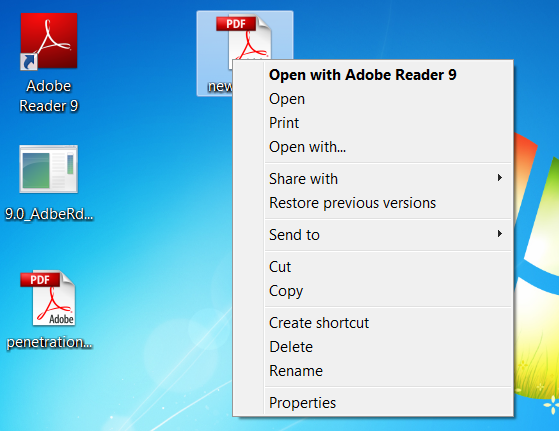 Adobe
Reader 9
9.0_AdbeRd...
PDF
Adobe
penetration...
PDF
new
Open with Adobe Reader 9
Open
Print
Open with...
Share with
Restore previous versions
Send to
Cut
Copy
Create shortcut
Delete
Rename
Properties